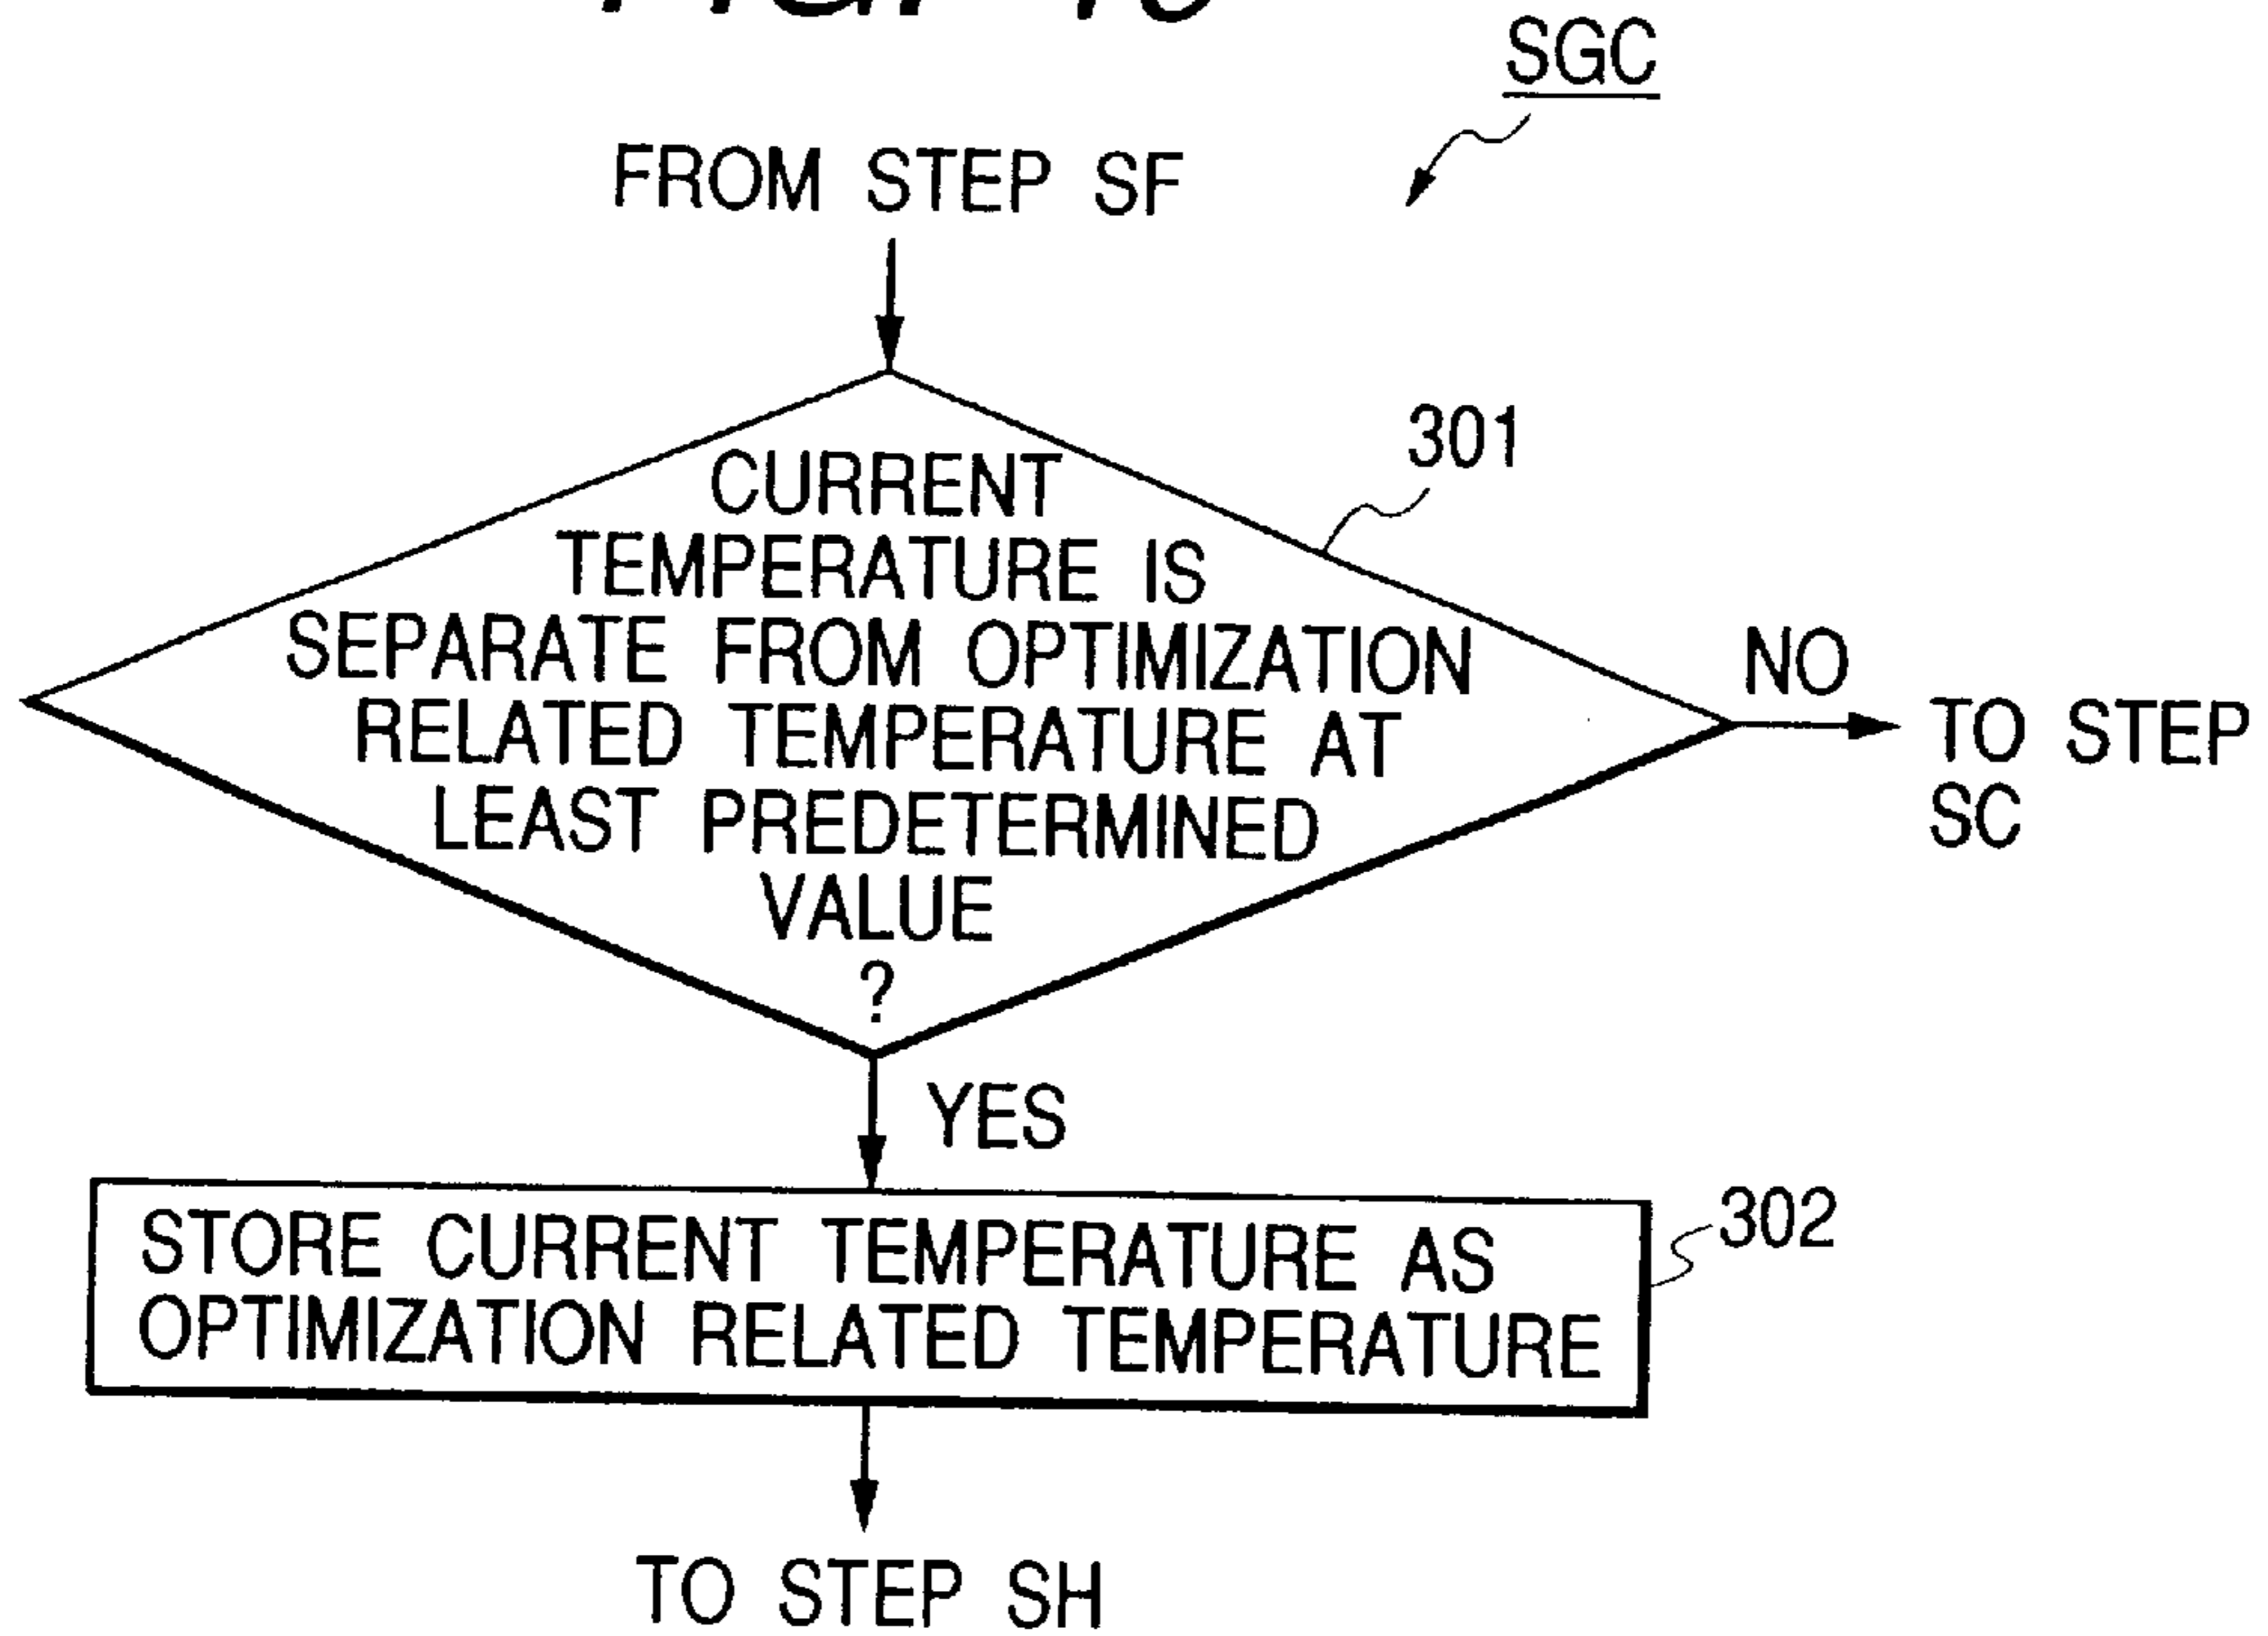 SGC
FROM STEP SF
301
CURRENT
TEMPERATURE IS
SEPARATE FROM OPTIMIZATION
RELATED TEMPERATURE AT
LEAST PREDETERMINED
VALUE
?
NO
TO STEP
SC
YES
302
STORE CURRENT TEMPERATURE AS
OPTIMIZATION RELATED TEMPERATURE
TO STEP SH